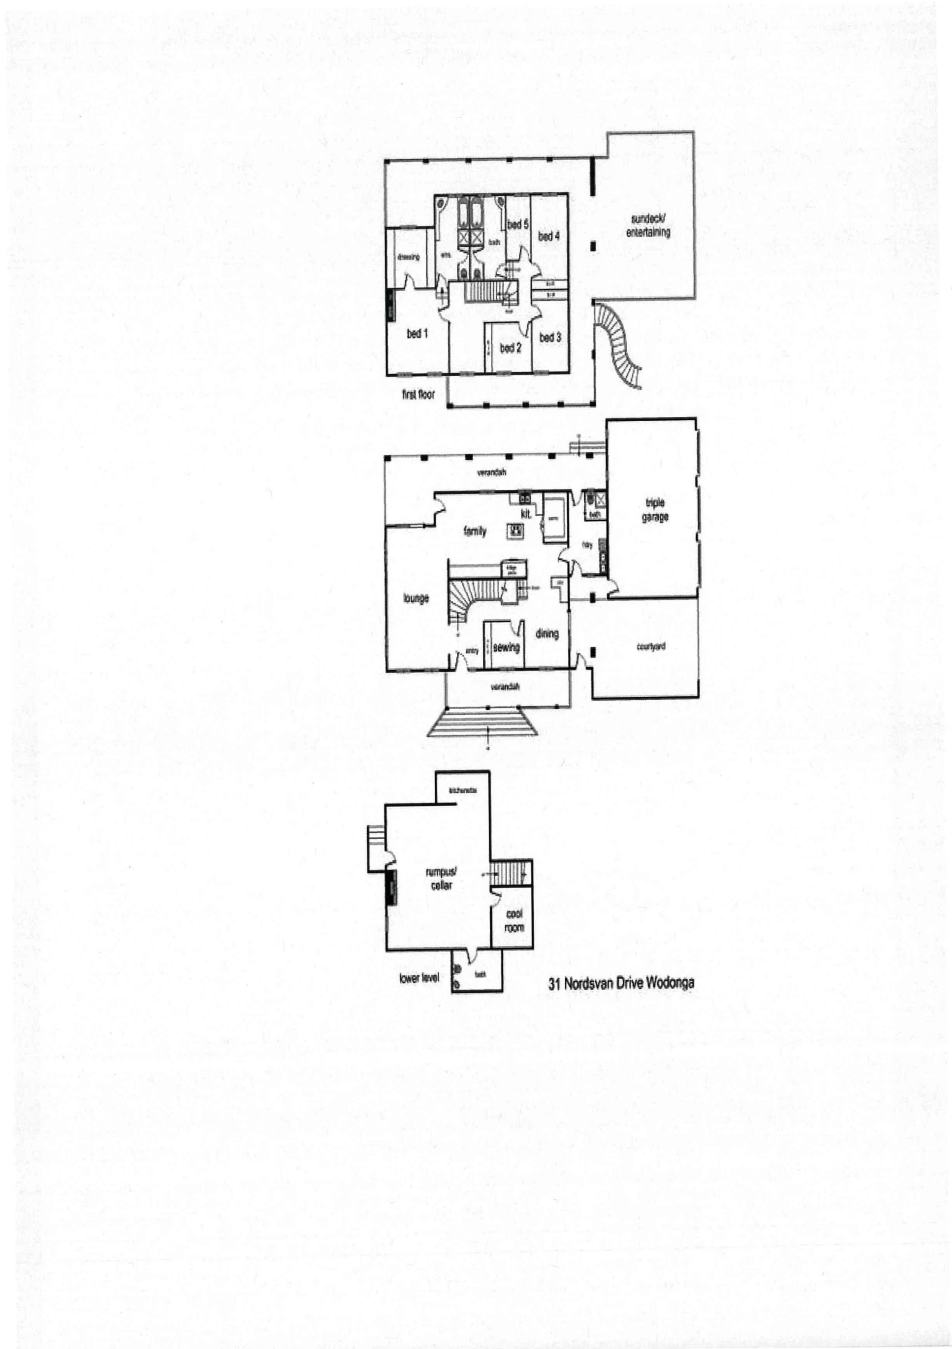 sundeck/
entertaining
bed 5
bed 4
bath
ens.
dressing
bed 1
bed 2
bed 3
first floor
verandah
kit.
triple
garage
bath
family
l'dry
lounge
dining
sewing
entry
courtyard
verandah
kitchenette
rumpus/
cellar
cool
room
bath
lower level
31 Nordsvan Drive Wodonga